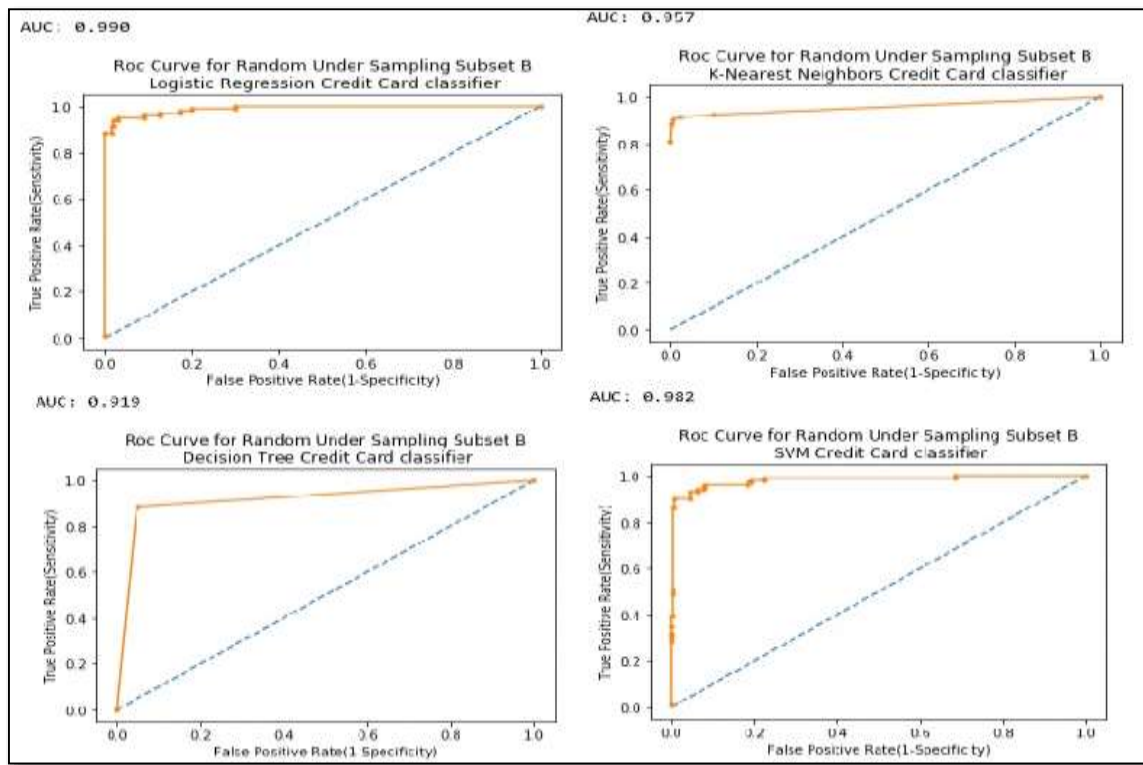 AUC: 0.990
Roc Curve for Random Under Sampling Subset B
Logistic Regression Credit Card classifier
True Positive Rate(Sensitivity)
1.0
0.8
0.6
0.4
0.2
0.0
0.0 0.2 0.4 0.6 0.8 1.0
False Positive Rate(1-Specificity)
AUC: 0.957
Roc Curve for Random Under Sampling Subset B
K-Nearest Neighbors Credit Card classifier
True Positive Rate(Sensitivity)
1.0
0.8
0.6
0.4
0.2
0.0
0.0 0.2 0.4 0.6 0.8 1.0
False Positive Rate(1-Specificity)
AUC: 0.919
Roc Curve for Random Under Sampling Subset B
Decision Tree Credit Card classifier
True Positive Rate(Sensitivity)
1.0
0.8
0.6
0.4
0.2
0.0
0.0 0.2 0.4 0.6 0.8 1.0
False Positive Rate(1-Specificity)
AUC: 0.982
Roc Curve for Random Under Sampling Subset B
SVM Credit Card classifier
True Positive Rate(Sensitivity)
1.0
0.8
0.6
0.4
0.2
0.0
0.0 0.2 0.4 0.6 0.8 1.0
False Positive Rate(1-Specificity)